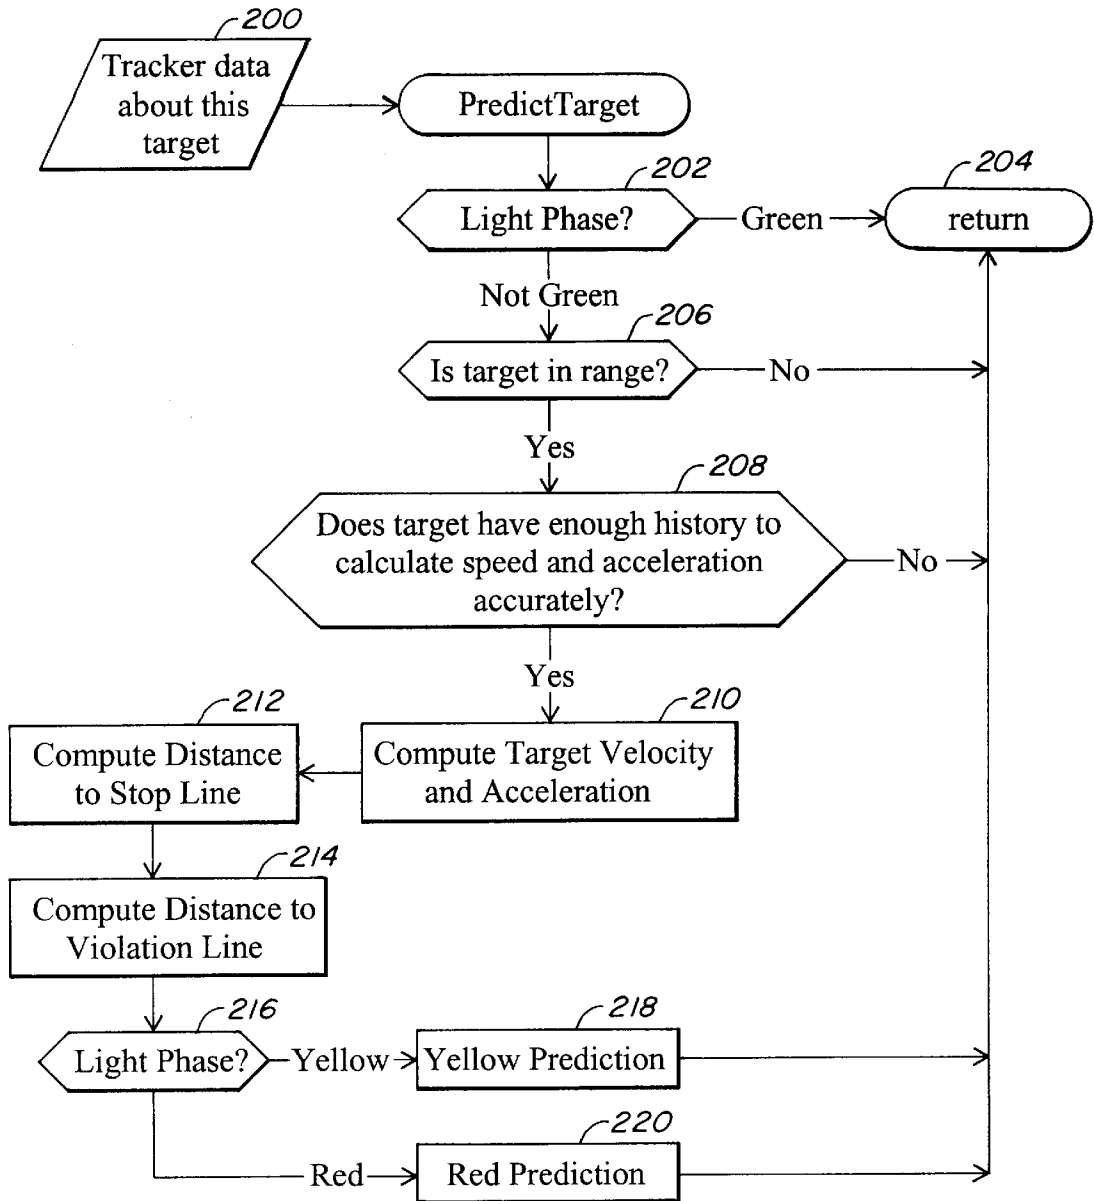 200
Tracker data
about this
target
PredictTarget
202
Light Phase?
Green
204
return
Not Green
206
Is target in range?
No
Yes
208
Does target have enough history to
calculate speed and acceleration
accurately?
No
Yes
210
Compute Target Velocity
and Acceleration
212
Compute Distance
to Stop Line
214
Compute Distance to
Violation Line
216
Light Phase?
Yellow
218
Yellow Prediction
Red
220
Red Prediction